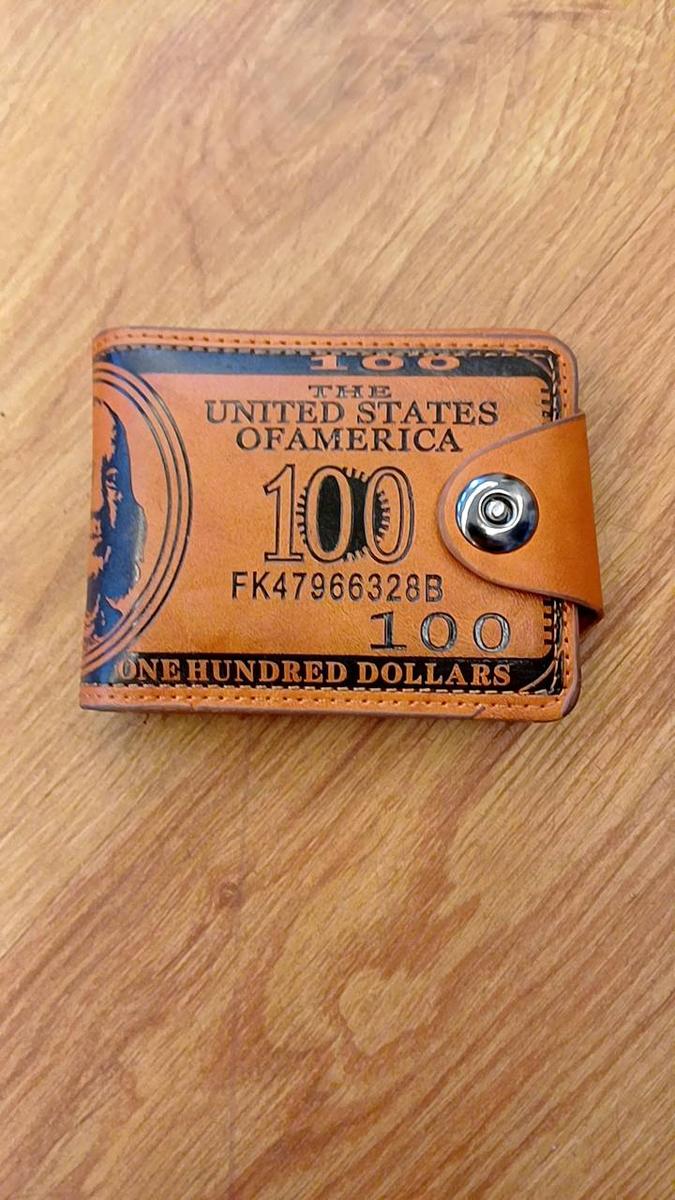 100
THE
UNITED STATES
OFAMERICA
100
FK47966328B
100
ONE HUNDRED DOLLARS